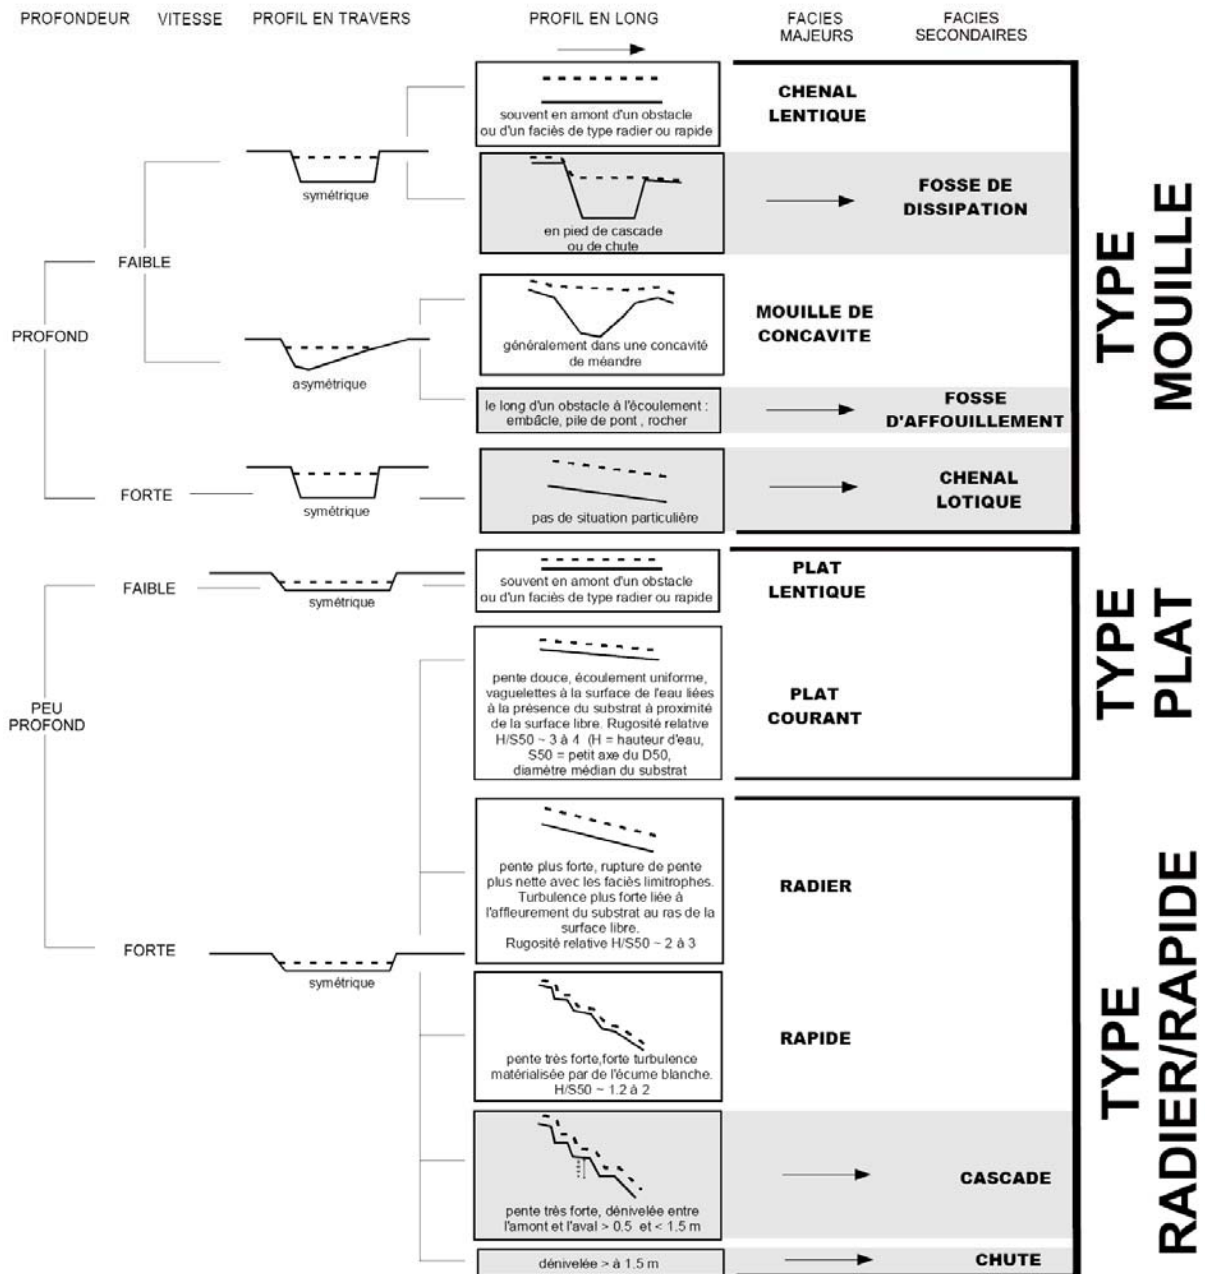 PROFONDEUR VITESSE PROFIL EN TRAVERS PROFIL EN LONG FACIES MAJEURS FACIES SECONDAIRES
PROFOND
FAIBLE
symétrique
souvent en amont d'un obstacle
ou d'un faciès de type radier ou rapide
CHENAL
LENTIQUE
en pied de cascade
ou de chute
FOSSE DE
DISSIPATION
asymétrique
généralement dans une concavité
de méandre
MOUILLE DE
CONCAVITE
le long d'un obstacle à l'écoulement :
embâcle, pile de pont , rocher
FOSSE
D'AFFOUILLEMENT
FORTE
symétrique
pas de situation particulière
CHENAL
LOTIQUE
TYPE
MOUILLE
PEU
PROFOND
FAIBLE
symétrique
souvent en amont d'un obstacle
ou d'un faciès de type radier ou rapide
PLAT
LENTIQUE
pente douce, écoulement uniforme,
vaguelettes à la surface de l'eau liées
à la présence du substrat à proximité
de la surface libre. Rugosité relative
H/S50 ~ 3 à 4 (H = hauteur d'eau,
S50 = petit axe du D50,
diamètre médian du substrat
PLAT
COURANT
TYPE
PLAT
FORTE
symétrique
pente plus forte, rupture de pente
plus nette avec les faciès limitrophes.
Turbulence plus forte liée à
l'affleurement du substrat au ras de la
surface libre.
Rugosité relative H/S50 ~ 2 à 3
RADIER
pente très forte,forte turbulence
matérialisée par de l'écume blanche.
H/S50 ~ 1.2 à 2
RAPIDE
pente très forte, dénivelée entre
l'amont et l'aval > 0.5 et < 1.5 m
CASCADE
dénivelée > à 1.5 m
CHUTE
TYPE
RADIER/RAPIDE